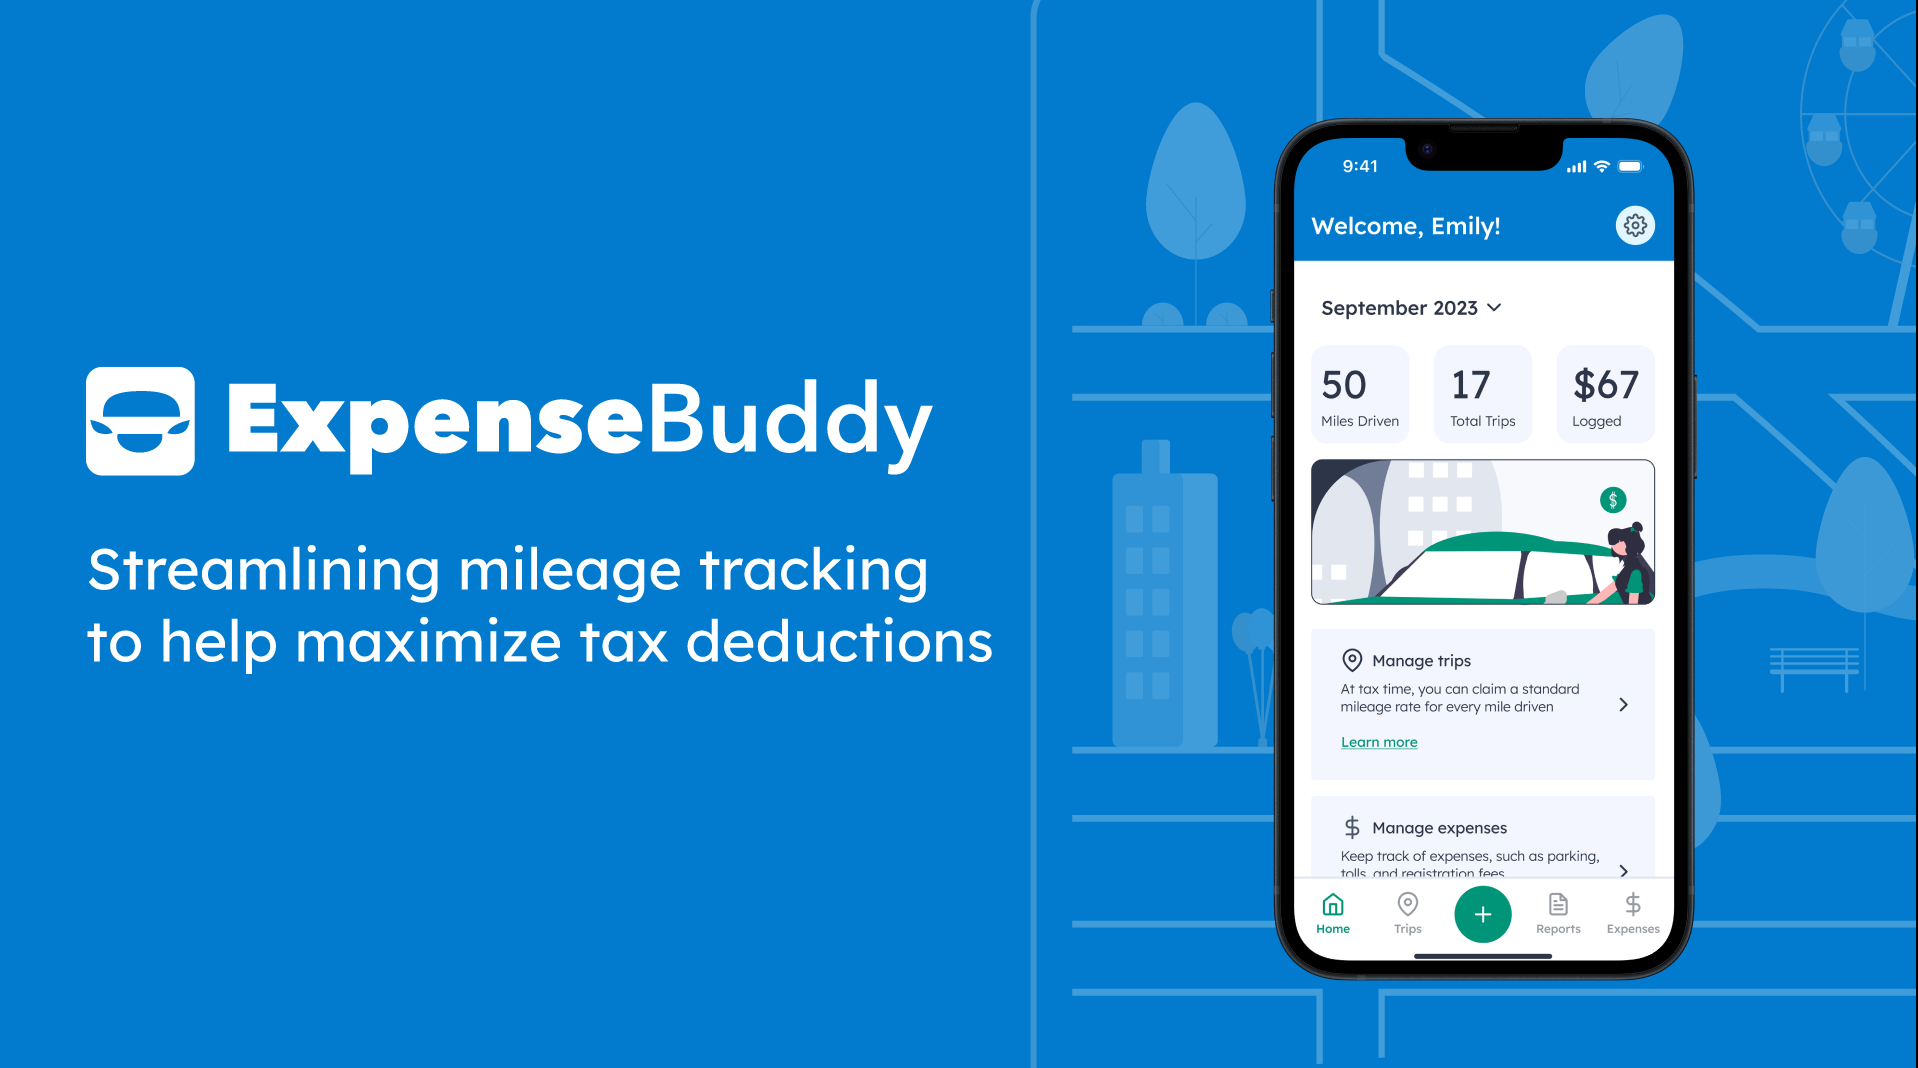 ExpenseBuddy
Streamlining mileage tracking
to help maximize tax deductions
9:41
Welcome, Emily!
September 2023
50
Miles Driven
17
Total Trips
$67
Logged
$
Manage trips
At tax time, you can claim a standard
mileage rate for every mile driven
Learn more
$ Manage expenses
Keep track of expenses, such as parking,
tolls, and registration fees
Home
Trips
+
Reports
$
Expenses